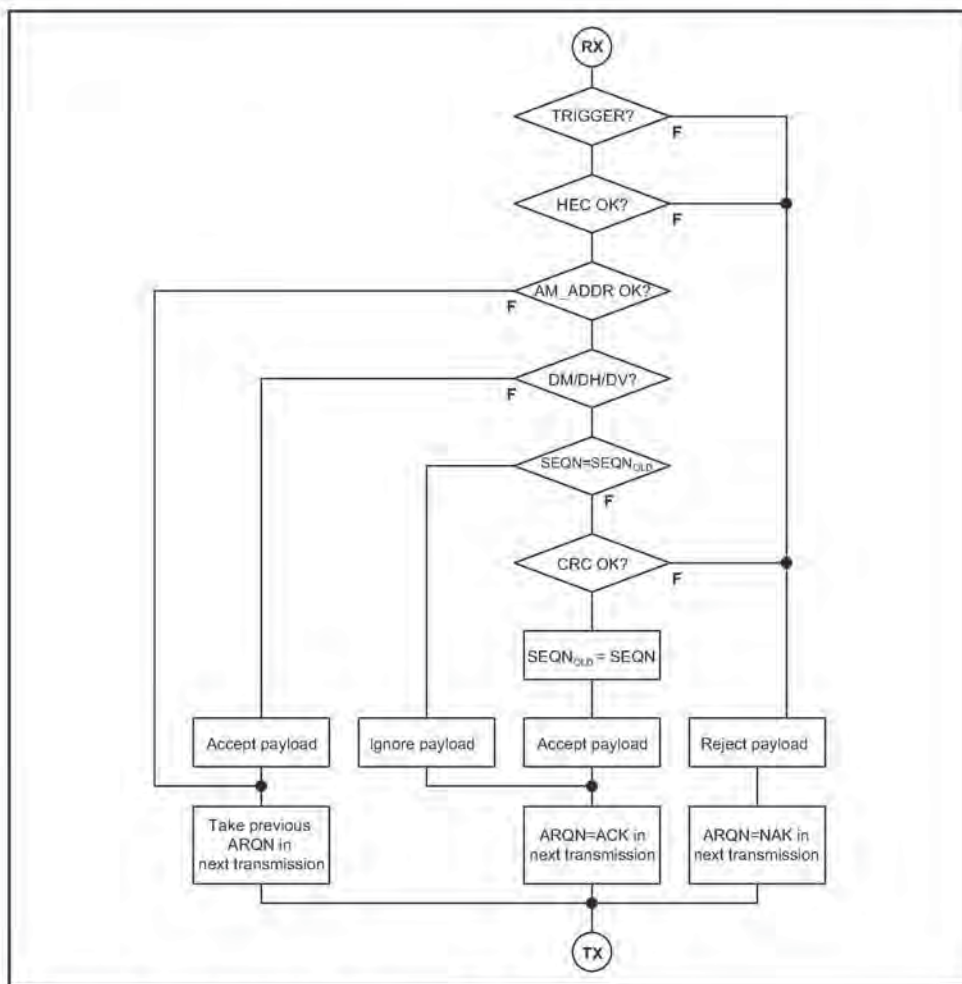 RX
TRIGGER?
F
HEC OK?
F
AM_ADDR OK?
F
DM/DH/DV?
F
SEQN=SEQN_OLD
F
CRC OK?
F
SEQN_OLD = SEQN
Accept payload
Ignore payload
Accept payload
Reject payload
Take previous
ARQN in
next transmission
ARQN=ACK in
next transmission
ARQN=NAK in
next transmission
TX